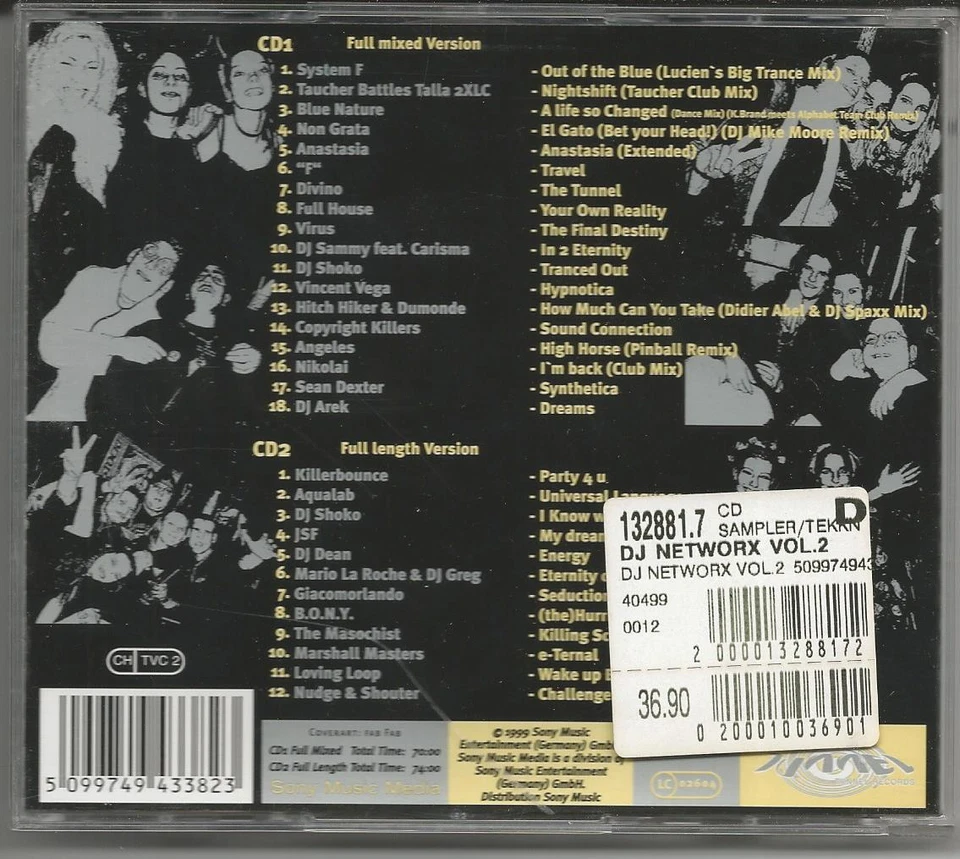 CD1 Full mixed Version
1. System F - Out of the Blue (Lucien`s Big Trance Mix)
2. Taucher Battles Talla 2XLC - Nightshift (Taucher Club Mix)
3. Blue Nature - A life so Changed (Dance Mix) (K.Brand meets Alphabet Team Club Remix)
4. Non Grata - El Gato (Bet your Head!) (DJ Mike Moore Remix)
5. Anastasia - Anastasia (Extended)
6. "F" - Travel
7. Divino - The Tunnel
8. Full House - Your Own Reality
9. Virus - The Final Destiny
10. DJ Sammy feat. Carisma - In 2 Eternity
11. DJ Shoko - Tranced Out
12. Vincent Vega - Hypnotica
13. Hitch Hiker & Dumonde - How Much Can You Take (Didier Abel & DJ Spaxx Mix)
14. Copyright Killers - Sound Connection
15. Angeles - High Horse (Pinball Remix)
16. Nikolai - I`m back (Club Mix)
17. Sean Dexter - Synthetica
18. DJ Arek - Dreams
CD2 Full length Version
1. Killerbounce - Party 4 u
2. Aqualab - Universal
3. DJ Shoko - I Know
4. JSF - My
5. DJ Dean - Energy
6. Mario La Roche & DJ Greg - Eternity
7. Giacomorlando
8. B.O.N.Y.
9. The Masochist - Killing
10. Marshall Masters - e-Ternal
11. Loving Loop - Wake up
12. Nudge & Shouter - Challenge
132881.7 CD D
SAMPLER/TEKKN
DJ NETWORX VOL.2
DJ NETWORX VOL.2 509974943
40499
0012
2 000013 288172
36.90
0 200010 036901
CH TVC 2
5 099749 433823
Coverart: fab Fab
CD1 Full Mixed Total Time: 70:00
CD2 Full Length Total Time: 74:00
Sony Music Media
© 1999 Sony Music
Entertainment (Germany) GmbH
Sony Music Media is a division of
Sony Music Entertainment
(Germany) GmbH.
Distribution Sony Music
LC 02604
RECORDS